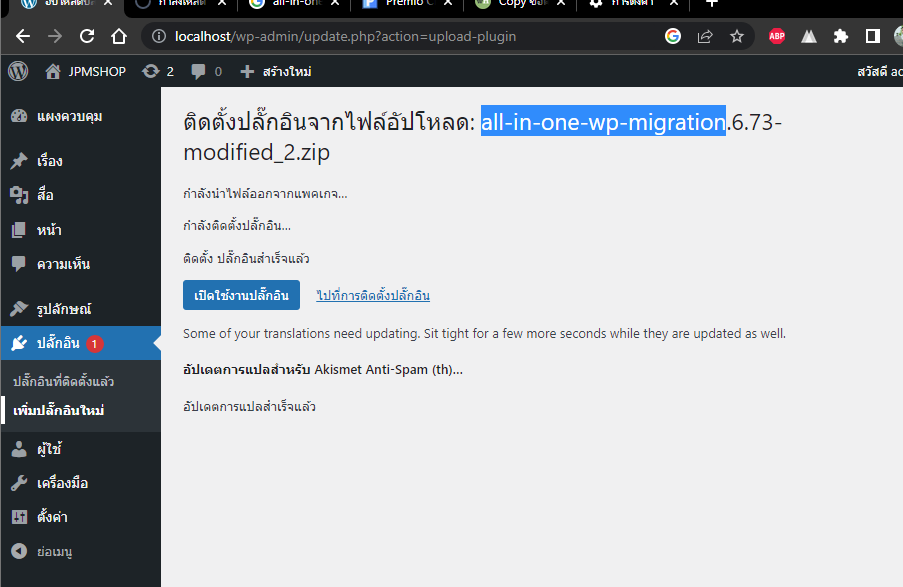 all-in-one
Premio C
localhost/wp-admin/update.php?action=upload-plugin
ABP
JPMSHOP 2 0 สร้างใหม่ สวัสดี ad
แผงควบคุม
เรื่อง
สื่อ
หน้า
ความเห็น
รูปลักษณ์
ปลั๊กอิน 1
ปลั๊กอินที่ติดตั้งแล้ว
เพิ่มปลั๊กอินใหม่
ผู้ใช้
เครื่องมือ
ตั้งค่า
ย่อเมนู
ติดตั้งปลั๊กอินจากไฟล์อัปโหลด: all-in-one-wp-migration.6.73-
modified_2.zip
กำลังนำไฟล์ออกจากแพคเกจ...
กำลังติดตั้งปลั๊กอิน...
ติดตั้ง ปลั๊กอินสำเร็จแล้ว
เปิดใช้งานปลั๊กอิน ไปที่การติดตั้งปลั๊กอิน
Some of your translations need updating. Sit tight for a few more seconds while they are updated as well.
อัปเดตการแปลสำหรับ Akismet Anti-Spam (th)...
อัปเดตการแปลสำเร็จแล้ว